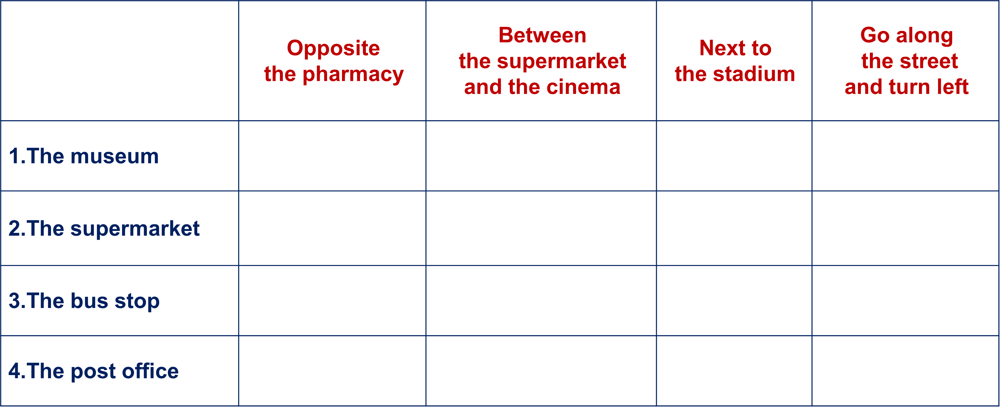 Opposite
the pharmacy
Between
the supermarket
and the cinema
Next to
the stadium
Go along
the street
and turn left
1.The museum
2.The supermarket
3.The bus stop
4.The post office